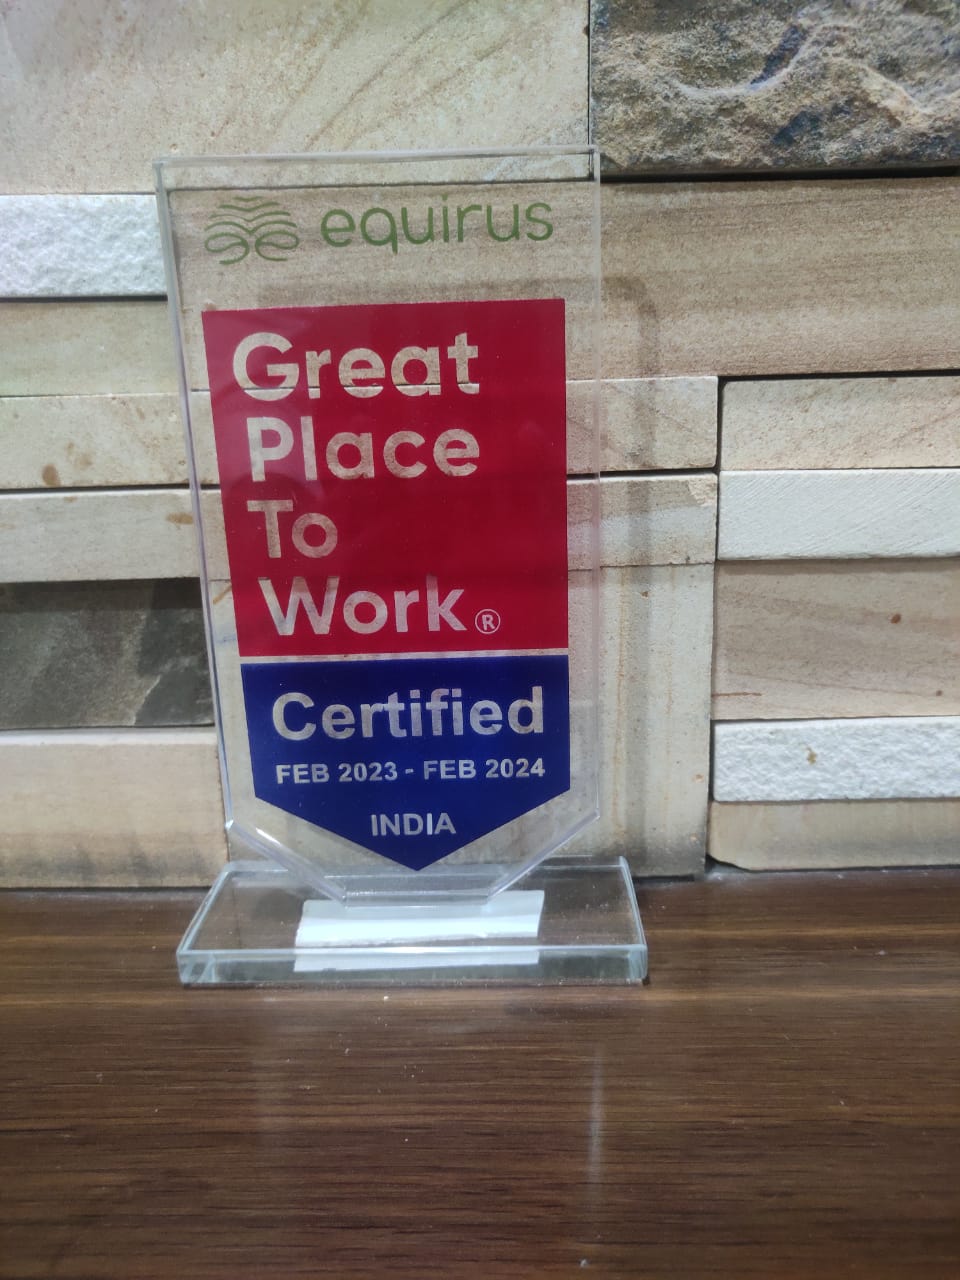 equirus
Great
Place
To
Work®
Certified
FEB 2023 - FEB 2024
INDIA